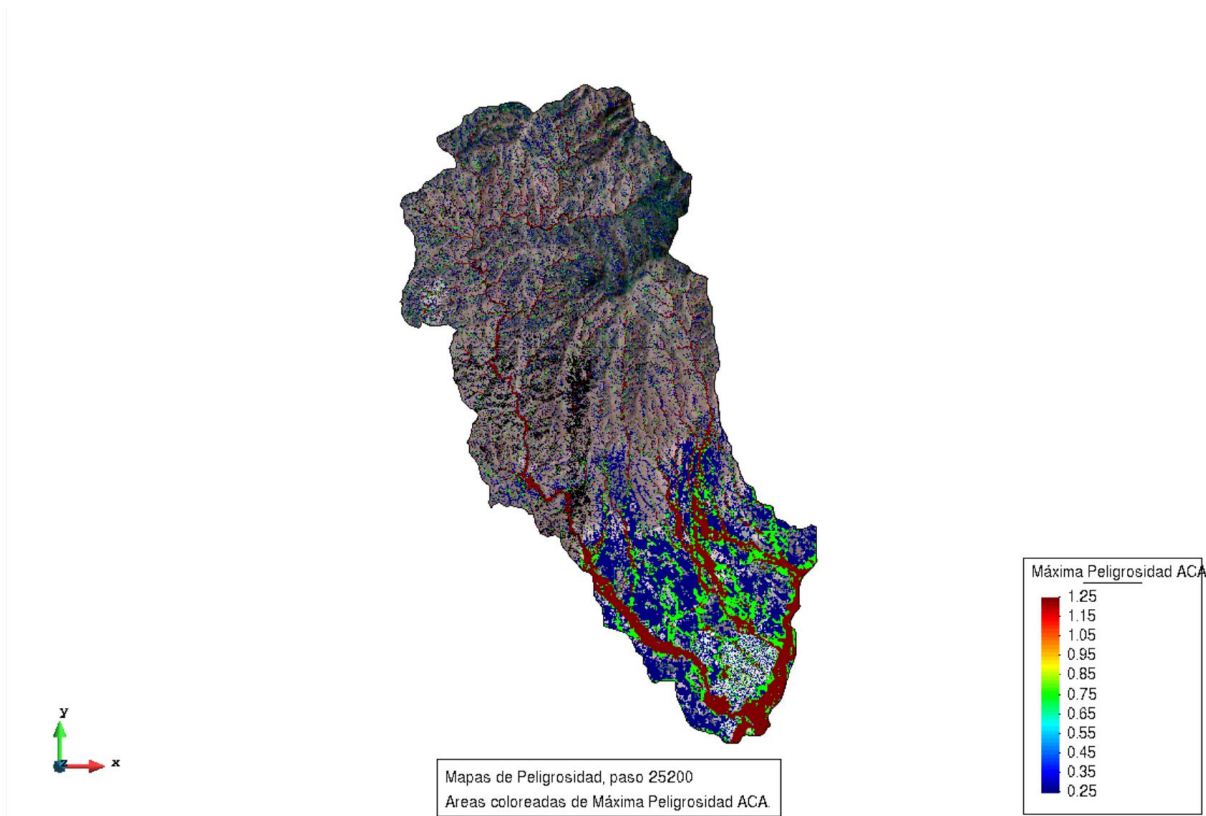 Máxima Peligrosidad ACA
1.25
1.15
1.05
0.95
0.85
0.75
0.65
0.55
0.45
0.35
0.25
y
z
x
Mapas de Peligrosidad, paso 25200
Areas coloreadas de Máxima Peligrosidad ACA.